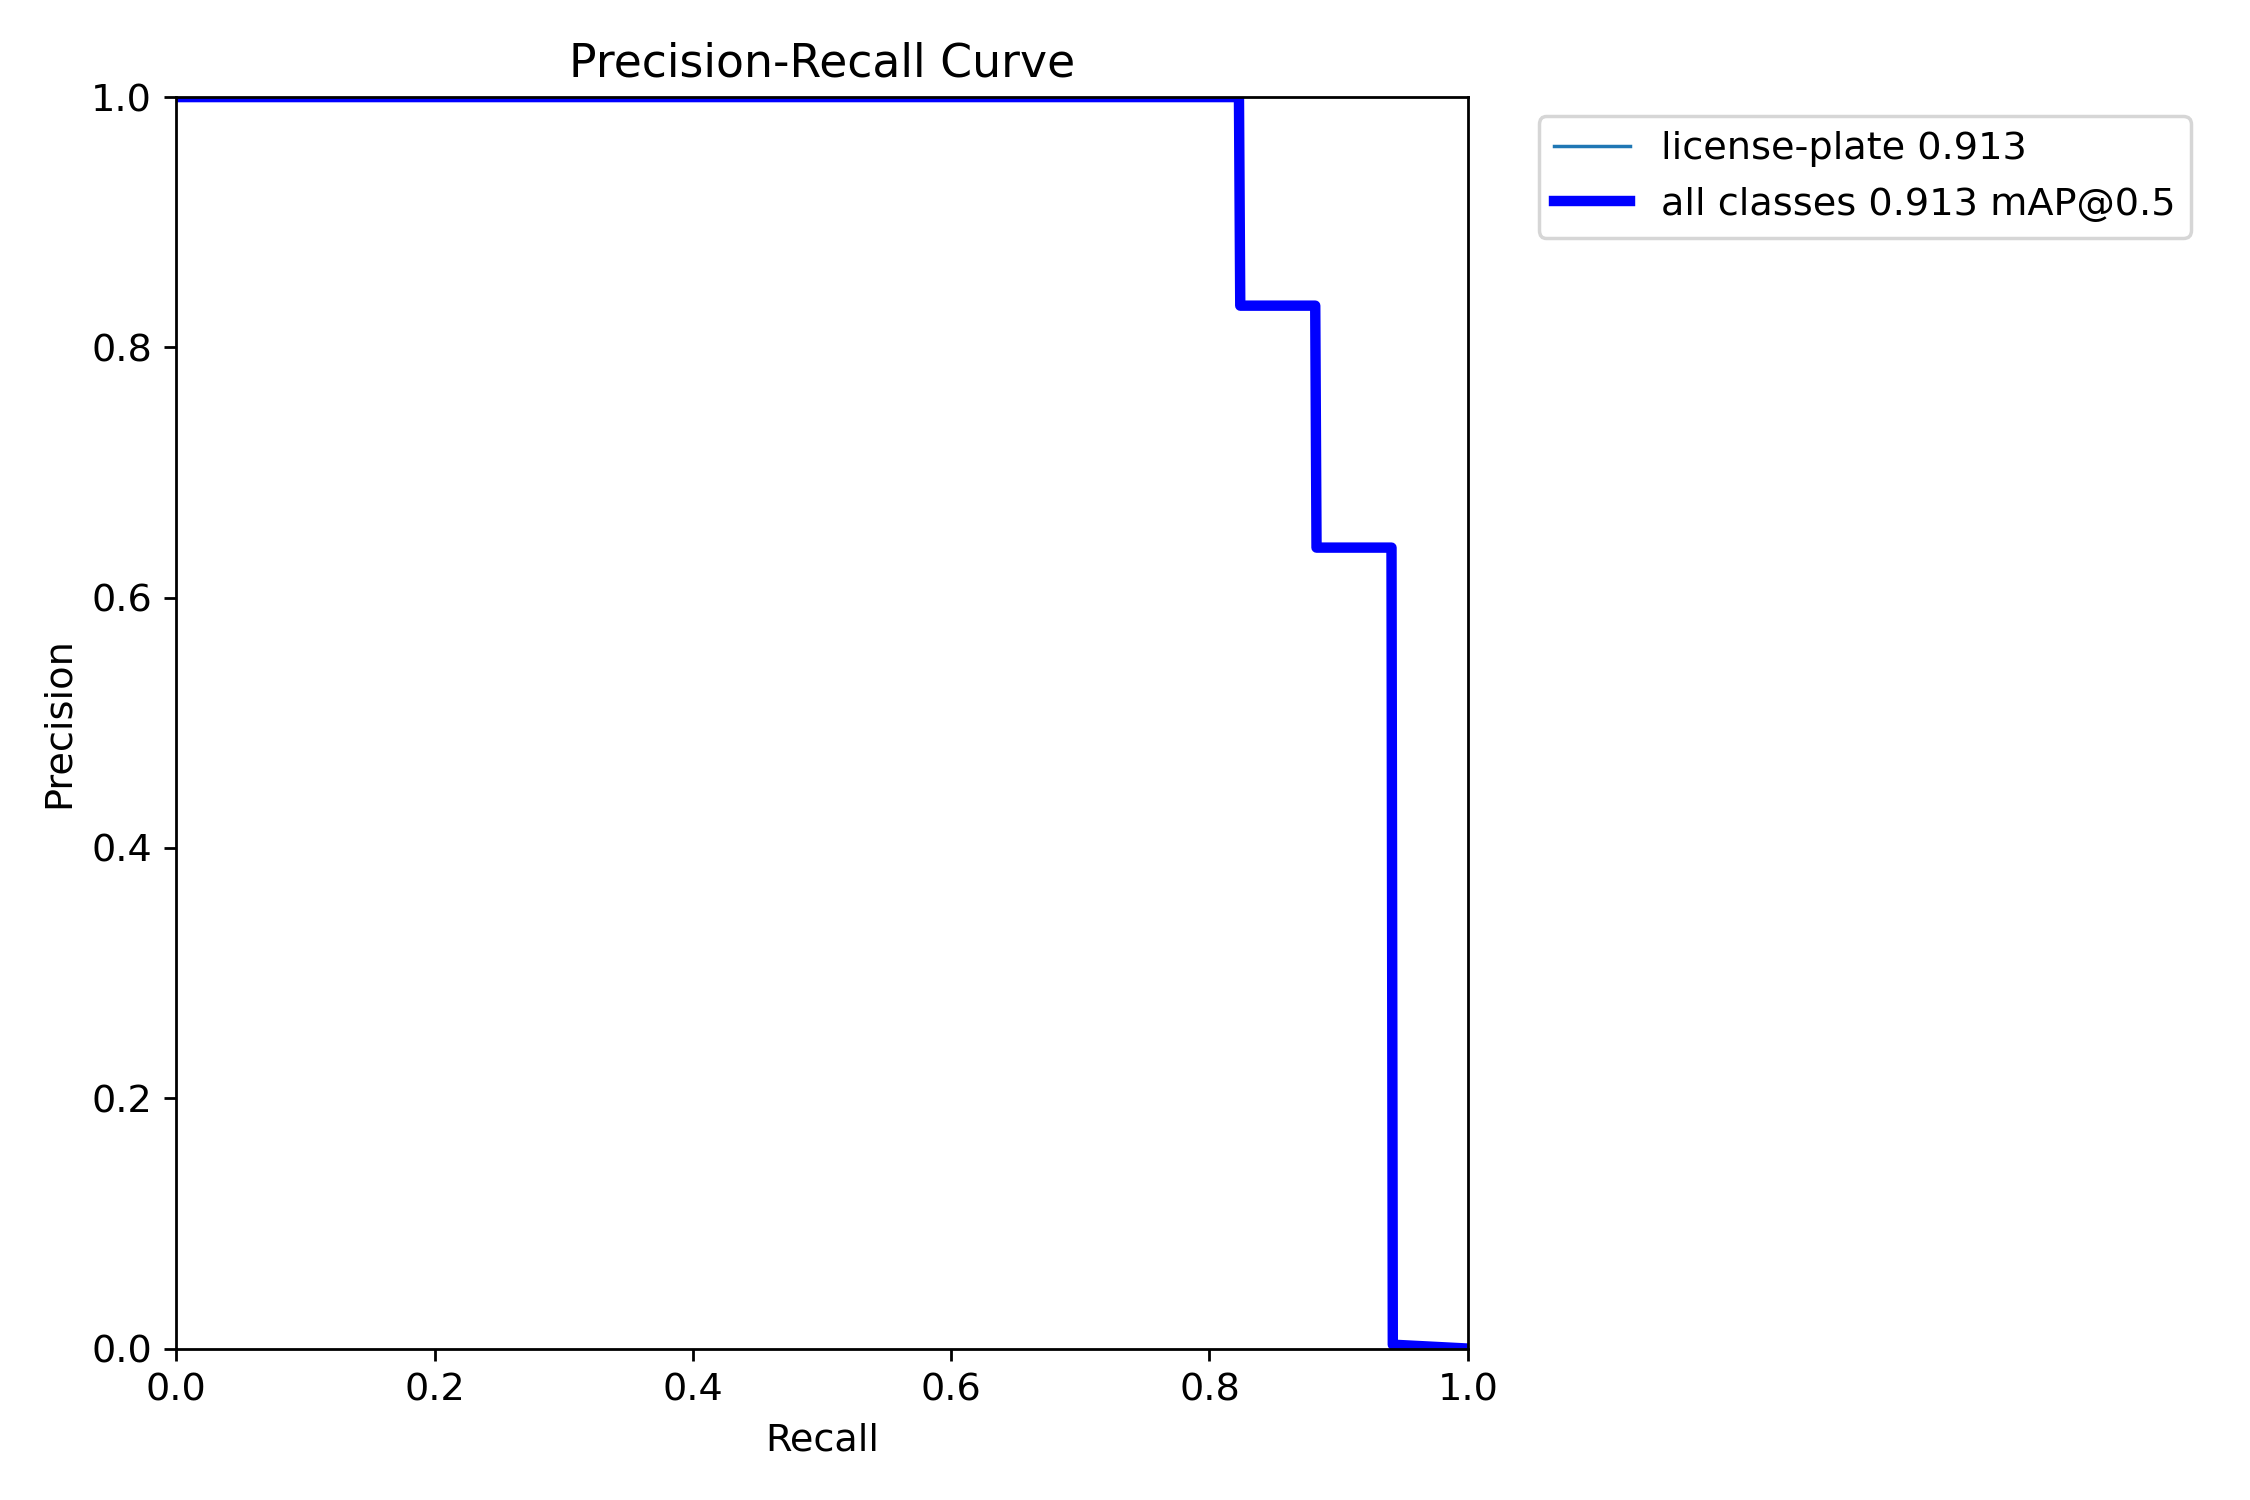 Precision-Recall Curve
1.0
0.8
0.6
0.4
0.2
0.0
Precision
0.0 0.2 0.4 0.6 0.8 1.0
Recall
license-plate 0.913
all classes 0.913 mAP@0.5